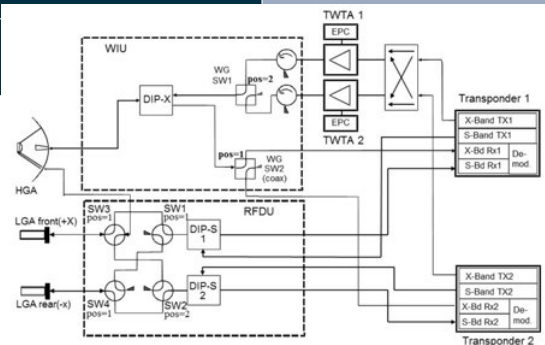 TWTA 1
EPC
WIU
WG
SW1
pos=2
DIP-X
EPC
TWTA 2
Transponder 1
X-Band TX1
S-Band TX1
X-Bd Rx1
S-Bd Rx1
De-
mod.
pos=1
WG
SW2
(coax)
HGA
RFDU
LGA front(+X)
SW3
pos=1
SW1
pos=1
DIP-S
1
LGA rear(-x)
SW4
pos=1
SW2
pos=2
DIP-S
2
X-Band TX2
S-Band TX2
X-Bd Rx2
S-Bd Rx2
De-
mod.
Transponder 2